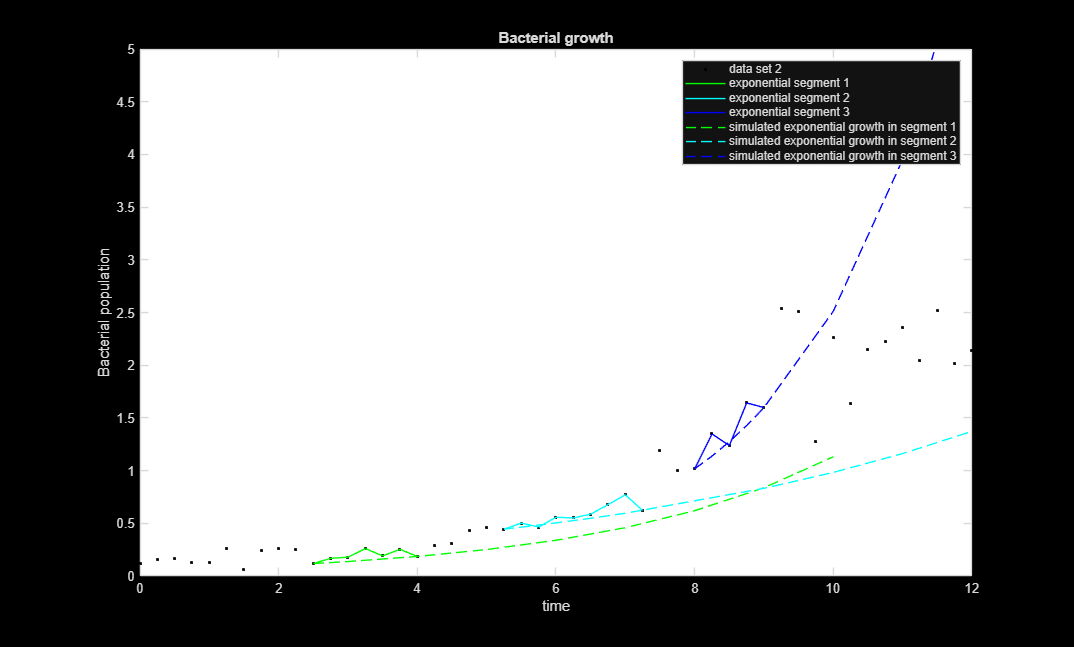 Bacterial growth
data set 2
exponential segment 1
exponential segment 2
exponential segment 3
simulated exponential growth in segment 1
simulated exponential growth in segment 2
simulated exponential growth in segment 3
Bacterial population
5
4.5
4
3.5
3
2.5
2
1.5
1
0.5
0
0 2 4 6 8 10 12
time